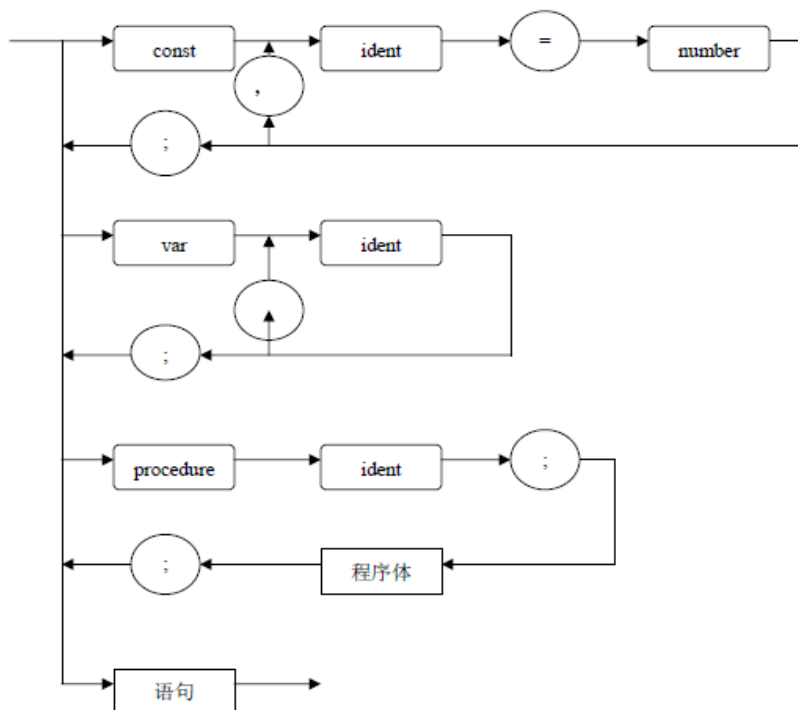 const ident = number
,
;
var ident
;
procedure ident ;
; 程序体
语句